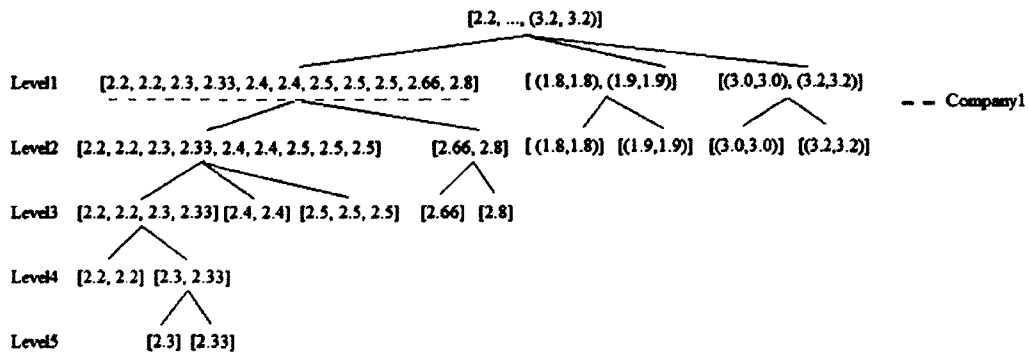 [2.2, ..., (3.2, 3.2)]
Level1 [2.2, 2.2, 2.3, 2.33, 2.4, 2.4, 2.5, 2.5, 2.5, 2.66, 2.8] [ (1.8,1.8), (1.9,1.9)] [(3.0,3.0), (3.2,3.2)]
Company1
Level2 [2.2, 2.2, 2.3, 2.33, 2.4, 2.4, 2.5, 2.5, 2.5] [2.66, 2.8] [ (1.8,1.8)] [(1.9,1.9)] [(3.0,3.0)] [(3.2,3.2)]
Level3 [2.2, 2.2, 2.3, 2.33] [2.4, 2.4] [2.5, 2.5, 2.5] [2.66] [2.8]
Level4 [2.2, 2.2] [2.3, 2.33]
Level5 [2.3] [2.33]